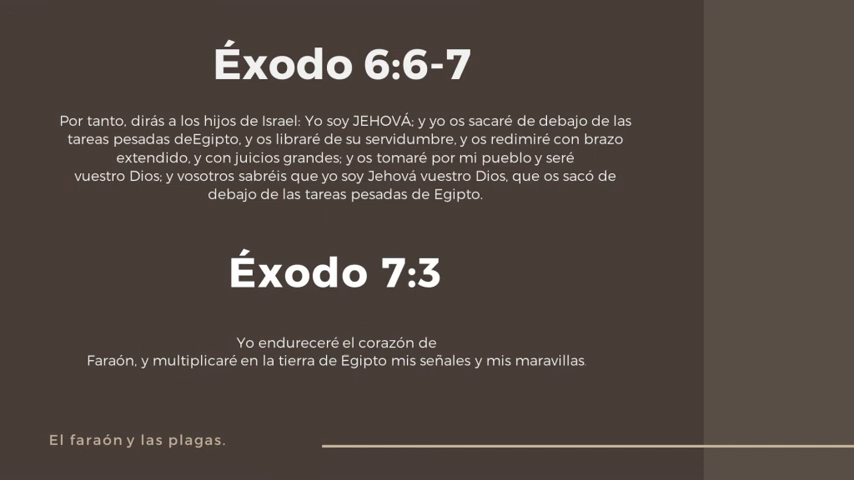 Éxodo 6:6-7
Por tanto, dirás a los hijos de Israel: Yo soy JEHOVÁ; y yo os sacaré de debajo de las
tareas pesadas deEgipto, y os libraré de su servidumbre, y os redimiré con brazo
extendido, y con juicios grandes; y os tomaré por mi pueblo y seré
vuestro Dios; y vosotros sabréis que yo soy Jehová vuestro Dios, que os sacó de
debajo de las tareas pesadas de Egipto.
Éxodo 7:3
Yo endureceré el corazón de
Faraón, y multiplicaré en la tierra de Egipto mis señales y mis maravillas.
El faraón y las plagas.